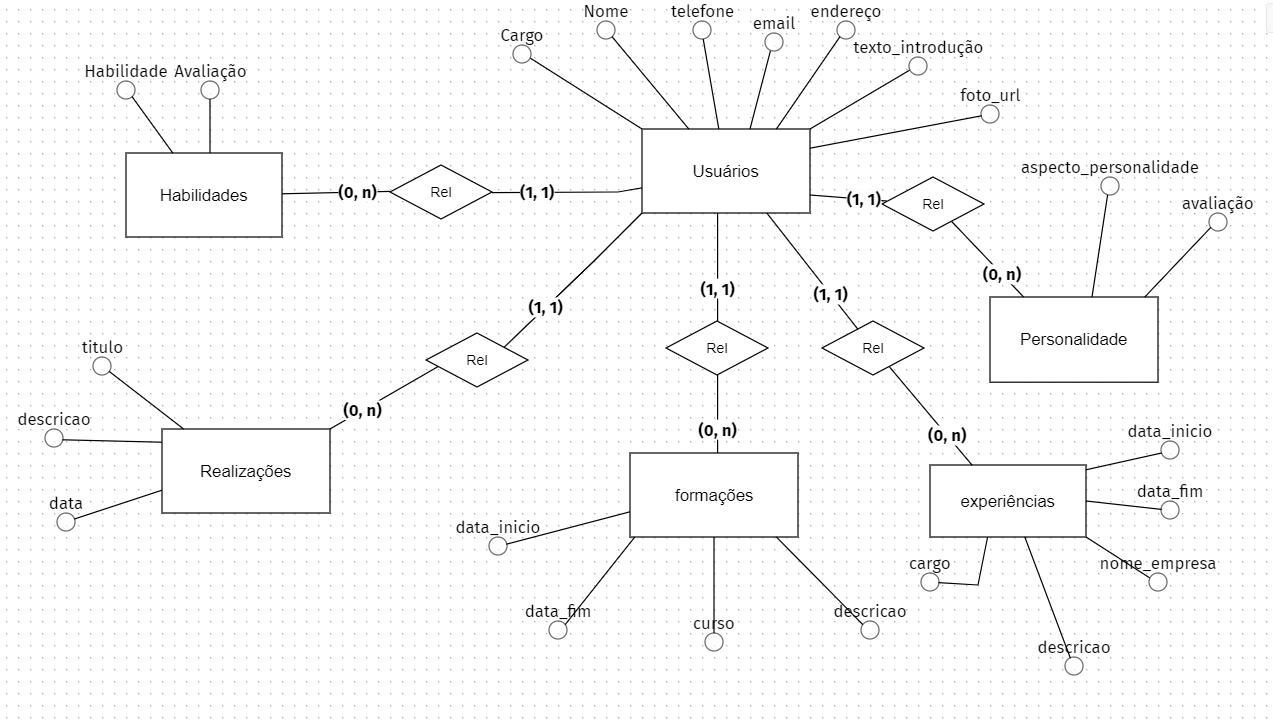 Nome
telefone
email
endereço
Cargo
texto_introdução
foto_url
Habilidade
Avaliação
Habilidades
(0, n)
Rel
(1, 1)
Usuários
(1, 1)
Rel
aspecto_personalidade
avaliação
(0, n)
Personalidade
(1, 1)
Rel
(0, n)
(1, 1)
Rel
(0, n)
(1, 1)
Rel
(0, n)
titulo
descricao
data
Realizações
formações
data_inicio
data_fim
curso
descricao
experiências
data_inicio
data_fim
nome_empresa
cargo
descricao